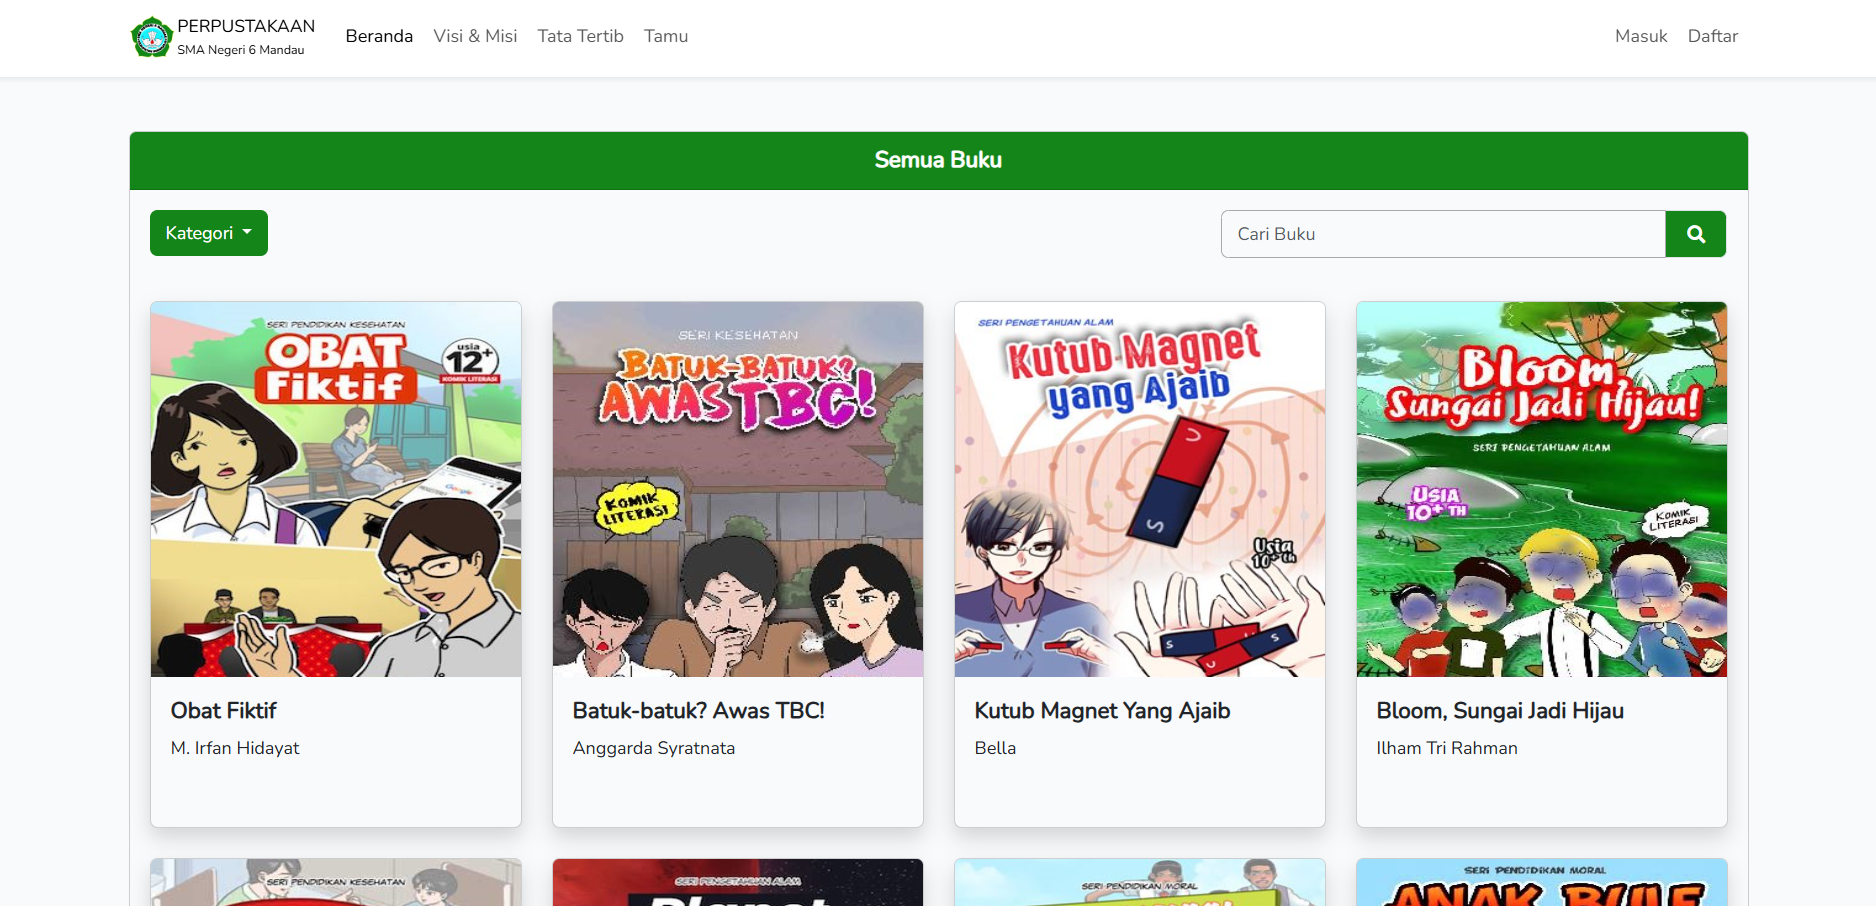 PERPUSTAKAAN
SMA Negeri 6 Mandau
Beranda
Visi & Misi
Tata Tertib
Tamu
Masuk
Daftar
Semua Buku
Kategori
Cari Buku
SERI PENDIDIKAN KESEHATAN
OBAT
Fiktif
usia
12+
KOMIK LITERASI
Google
SERI KESEHATAN
BATUK-BATUK?
AWAS TBC!
KOMIK
LITERASI
SERI PENGETAHUAN ALAM
Kutub Magnet
yang Ajaib
U
S
Usia
10+ th
S
S
U
Bloom,
Sungai Jadi Hijau!
SERI PENGETAHUAN ALAM
USIA
10+ TH
KOMIK
LITERASI
Obat Fiktif
M. Irfan Hidayat
Batuk-batuk? Awas TBC!
Anggarda Syratnata
Kutub Magnet Yang Ajaib
Bella
Bloom, Sungai Jadi Hijau
Ilham Tri Rahman
SERI PENDIDIKAN KESEHATAN
SERI PENGETAHUAN ALAM
Planet
SERI PENDIDIKAN MORAL
SERI PENDIDIKAN MORAL
ANAK BULE